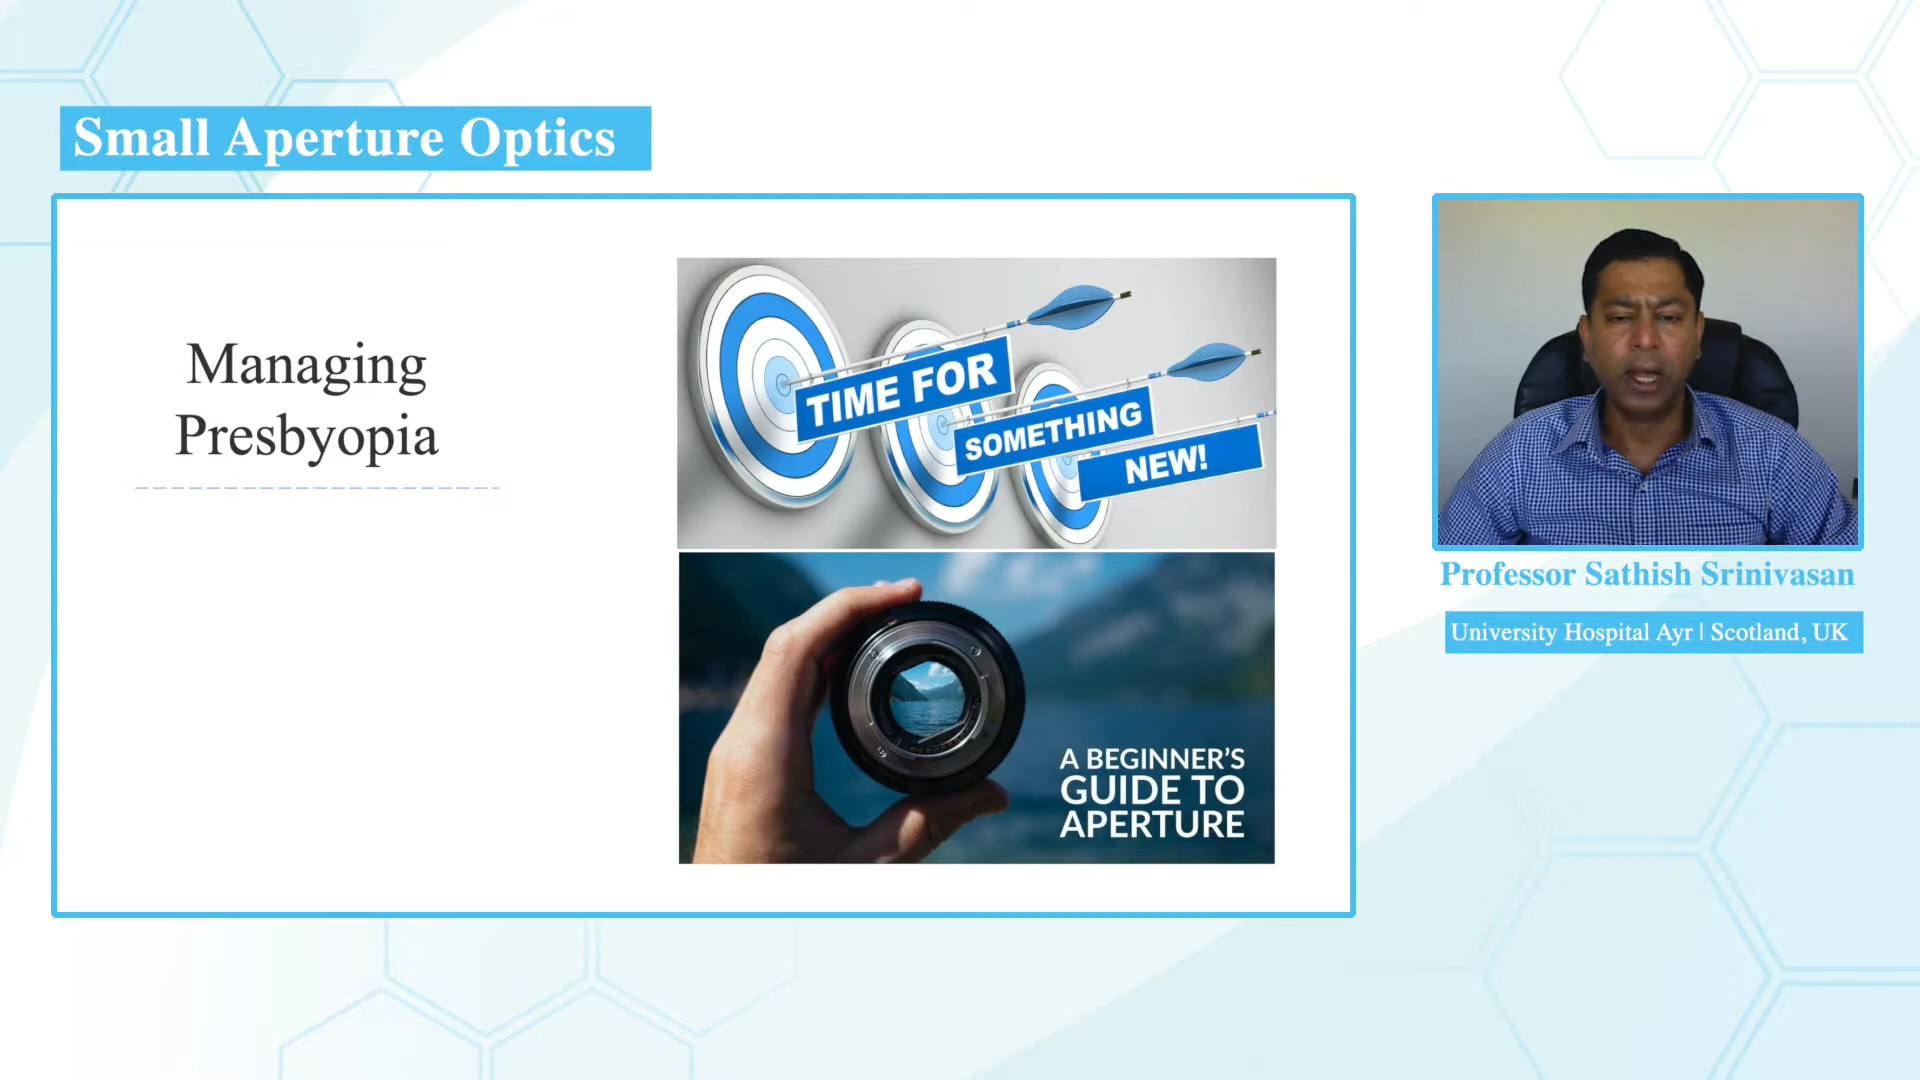 Small Aperture Optics
Managing
Presbyopia
TIME FOR
SOMETHING
NEW!
A BEGINNER'S
GUIDE TO
APERTURE
Professor Sathish Srinivasan
University Hospital Ayr | Scotland, UK